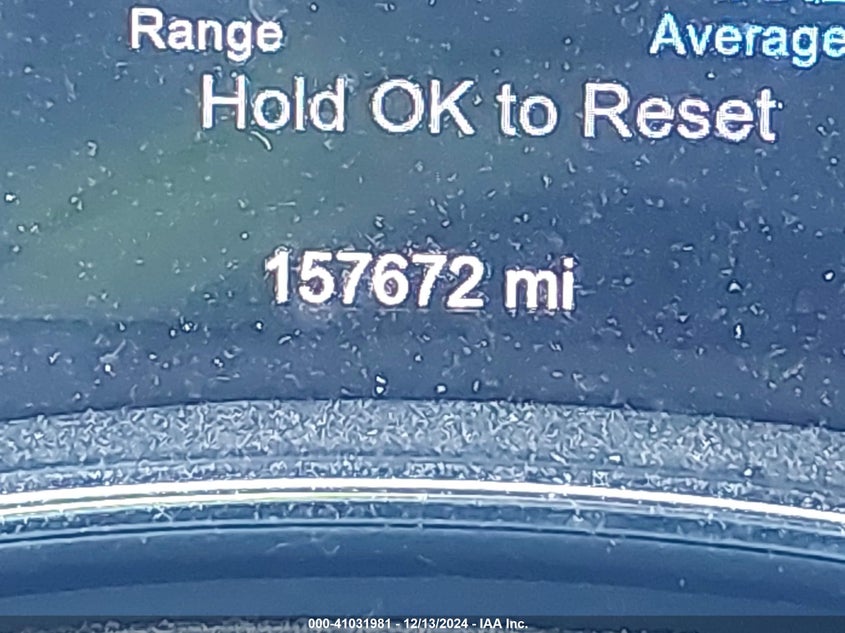 Range Average
Hold OK to Reset
157672 mi
000-41031981 - 12/13/2024 - IAA Inc.